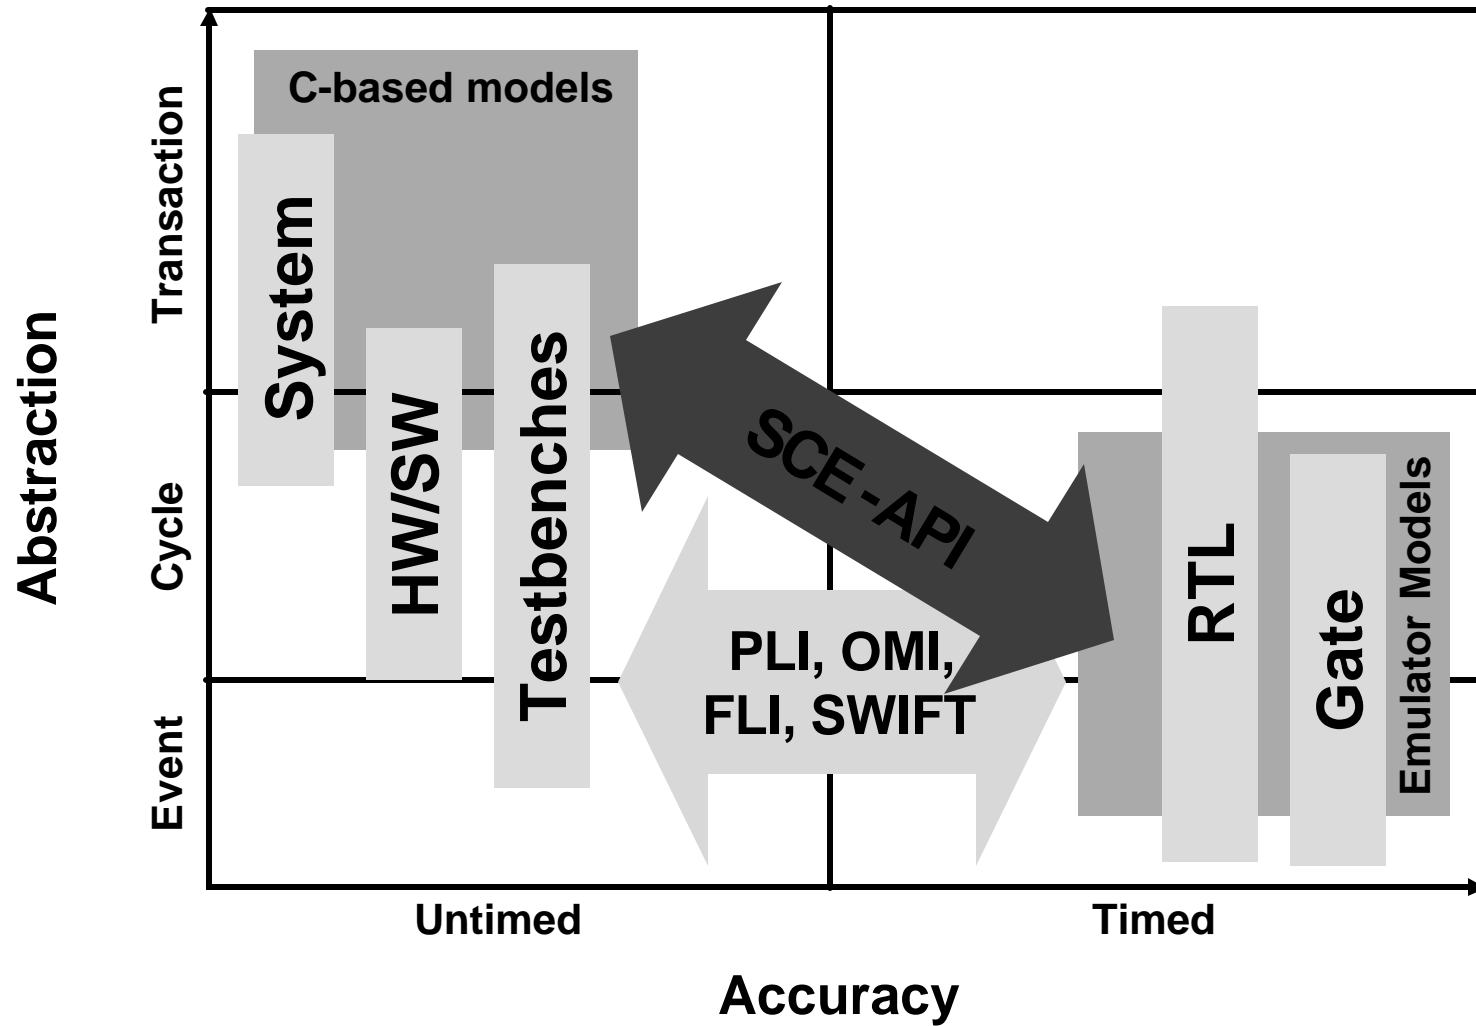 C-based models
Transaction
System
Abstraction
HW/SW
Testbenches
SCE-API
Cycle
RTL
Gate
Emulator Models
PLI, OMI,
FLI, SWIFT
Event
Untimed
Timed
Accuracy